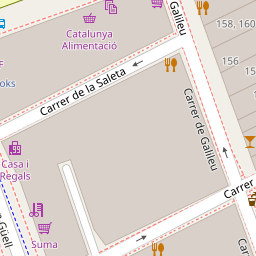 Catalunya
Alimentació
Galileu
158, 160
156
154
oks
Carrer de la Saleta
Carrer de Galileu
Casa i
Regals
Carrer
Güell
Suma